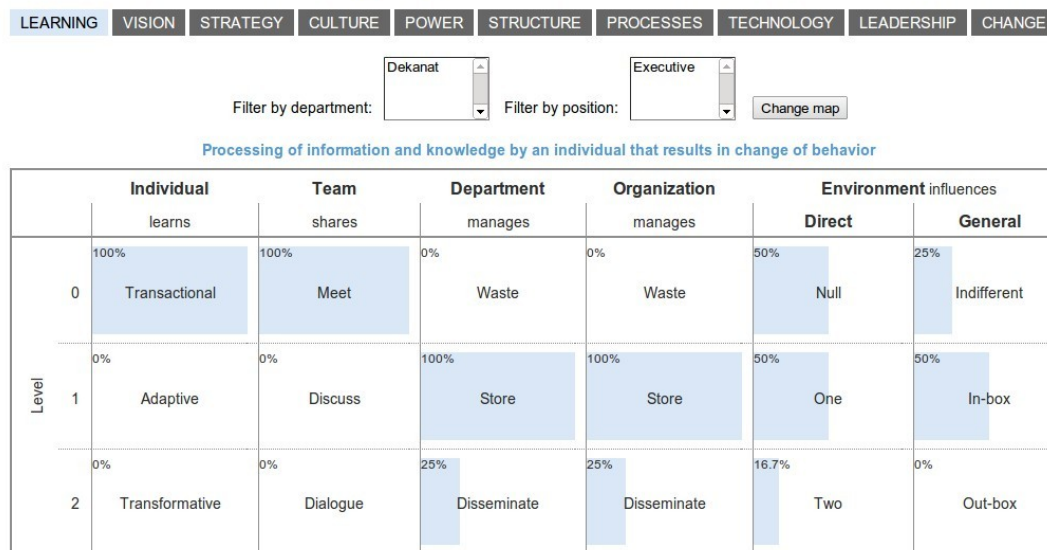 LEARNING VISION STRATEGY CULTURE POWER STRUCTURE PROCESSES TECHNOLOGY LEADERSHIP CHANGE
Filter by department: Dekanat Filter by position: Executive Change map
Processing of information and knowledge by an individual that results in change of behavior
Individual Team Department Organization Environment influences
learns shares manages manages Direct General
100% 100% 0% 0% 50% 25%
0 Transactional Meet Waste Waste Null Indifferent
0% 0% 100% 100% 50% 50%
Level 1 Adaptive Discuss Store Store One In-box
0% 0% 25% 25% 16.7% 0%
2 Transformative Dialogue Disseminate Disseminate Two Out-box